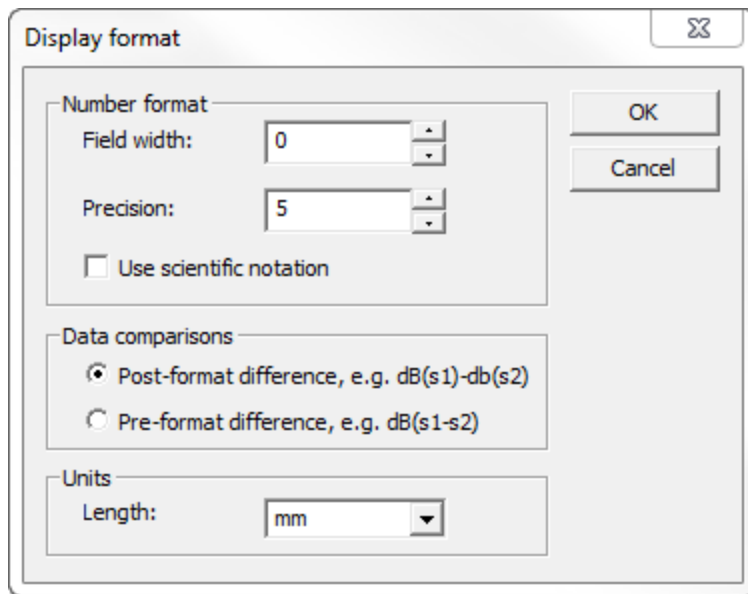 Display format
Number format
Field width: 0
Precision: 5
Use scientific notation
OK
Cancel
Data comparisons
Post-format difference, e.g. dB(s1)-db(s2)
Pre-format difference, e.g. dB(s1-s2)
Units
Length: mm